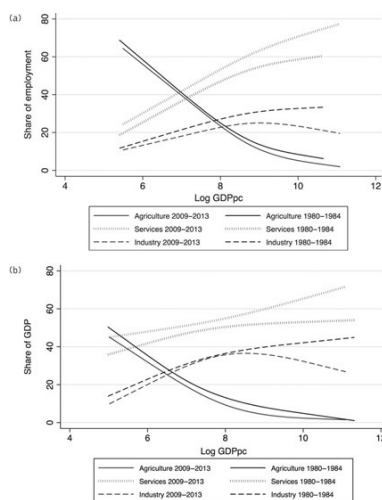 (a)
Share of employment
80
60
40
20
0
4 6 8 10 12
Log GDPpc
Agriculture 2009–2013 Agriculture 1980–1984
Services 2009–2013 Services 1980–1984
Industry 2009–2013 Industry 1980–1984
(b)
Share of GDP
80
60
40
20
0
4 6 8 10 12
Log GDPpc
Agriculture 2009–2013 Agriculture 1980–1984
Services 2009–2013 Services 1980–1984
Industry 2009–2013 Industry 1980–1984